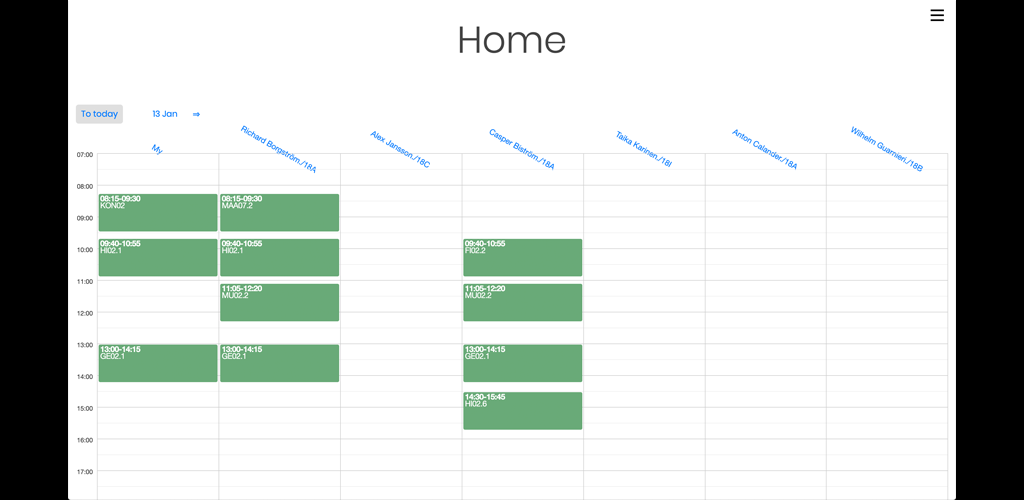 Home
To today 13 Jan ⇒
My
Richard Borgström./18A
Alex Jansson./18C
Casper Biström./18A
Taika Karinen./18I
Anton Calander./18A
Wilhelm Guarnieri./18B
07:00
08:00
08:15-09:30
KON02
08:15-09:30
MAA07.2
09:00
09:40-10:55
HI02.1
09:40-10:55
HI02.1
09:40-10:55
FI02.2
10:00
11:00
11:05-12:20
MU02.2
11:05-12:20
MU02.2
12:00
13:00
13:00-14:15
GE02.1
13:00-14:15
GE02.1
13:00-14:15
GE02.1
14:00
14:30-15:45
HI02.6
15:00
16:00
17:00